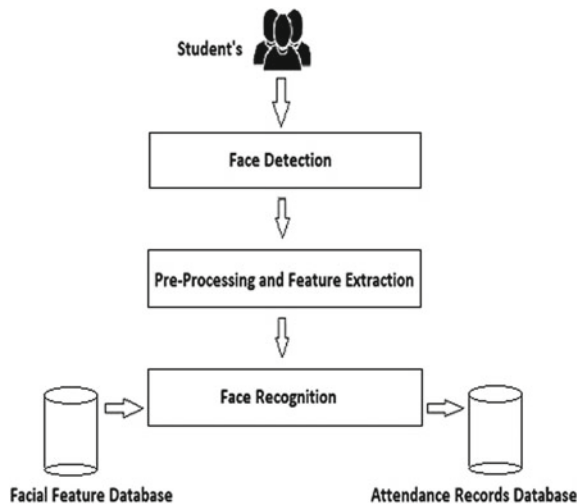 Student's
Face Detection
Pre-Processing and Feature Extraction
Face Recognition
Facial Feature Database
Attendance Records Database